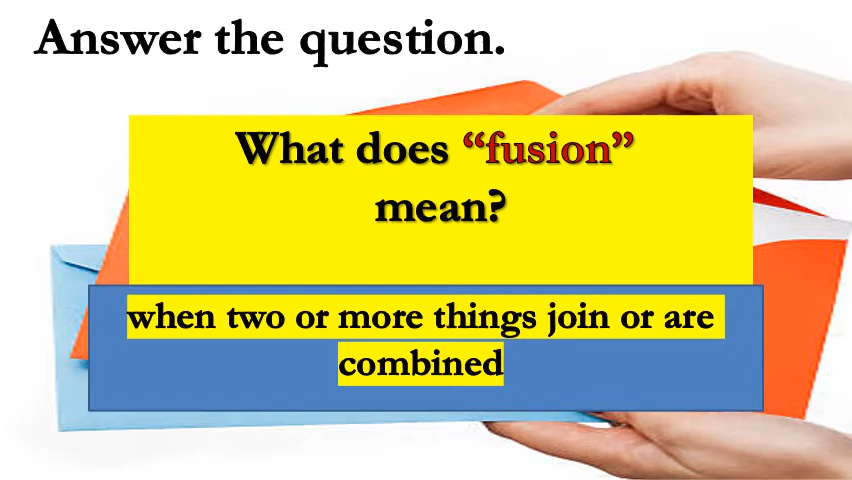 Answer the question.
What does “fusion”
mean?
when two or more things join or are
combined